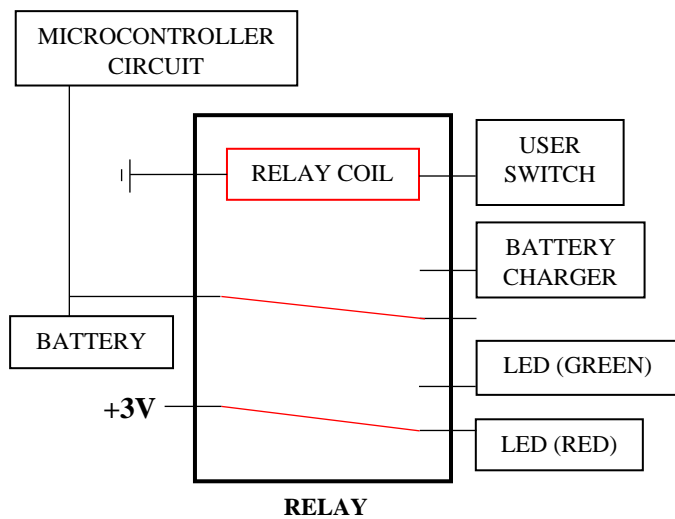 MICROCONTROLLER
CIRCUIT
RELAY COIL
USER
SWITCH
BATTERY
CHARGER
BATTERY
LED (GREEN)
+3V
LED (RED)
RELAY